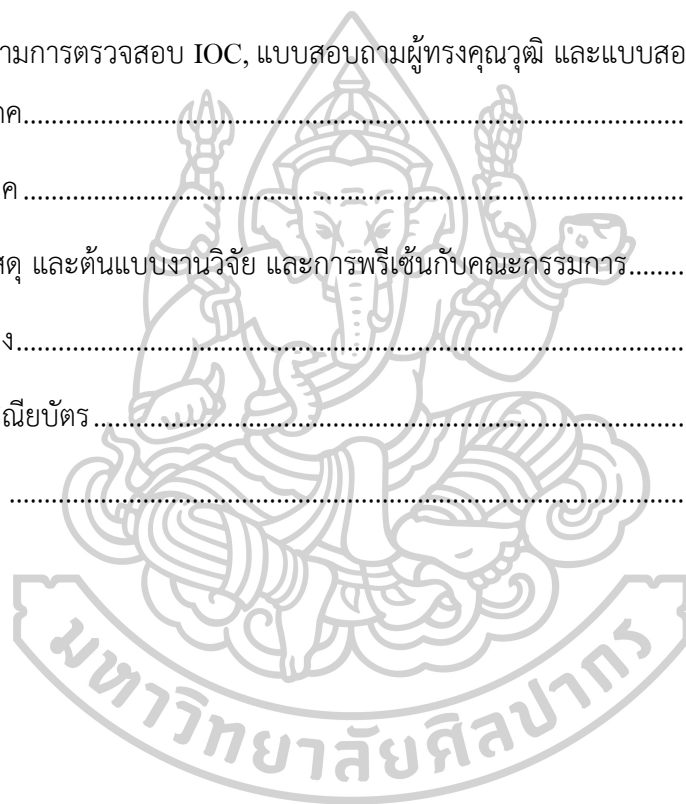 ามการตรวจสอบ IOC, แบบสอบถามผู้ทรงคุณวุฒิ และแบบสอ
าค..........................................................................................
ค..........................................................................................
สดุ และต้นแบบงานวิจัย และการพรีเซ้นกับคณะกรรมการ........
ง..........................................................................................
ณียบัตร................................................................................
..........................................................................................
มหาวิทยาลัยศิลปากร